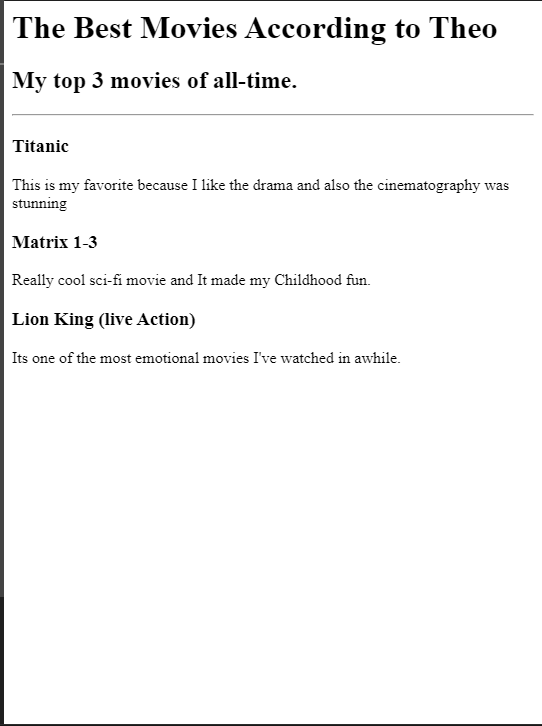 The Best Movies According to Theo
My top 3 movies of all-time.
Titanic
This is my favorite because I like the drama and also the cinematography was
stunning
Matrix 1-3
Really cool sci-fi movie and It made my Childhood fun.
Lion King (live Action)
Its one of the most emotional movies I've watched in awhile.